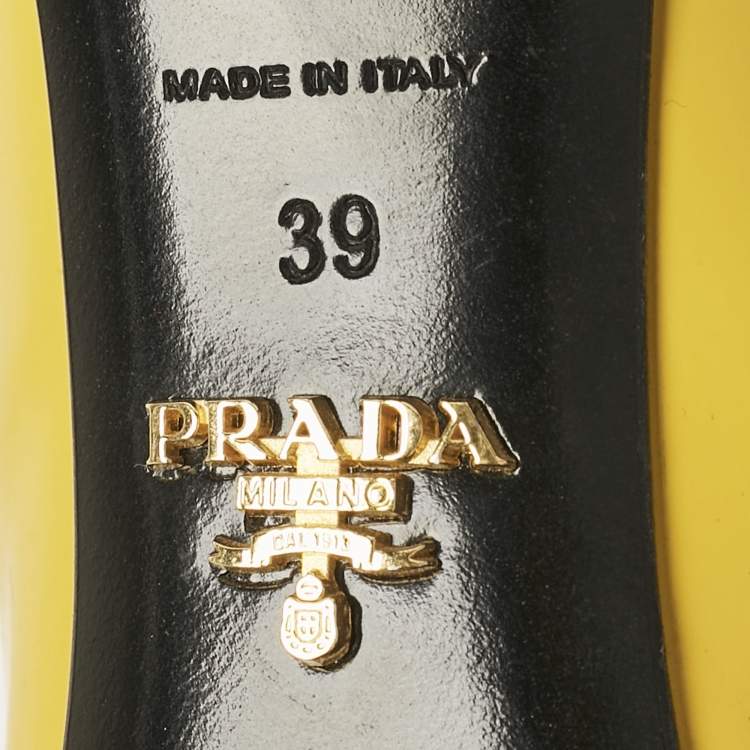 MADE IN ITALY
39
PRADA
MILANO
DAL 1913